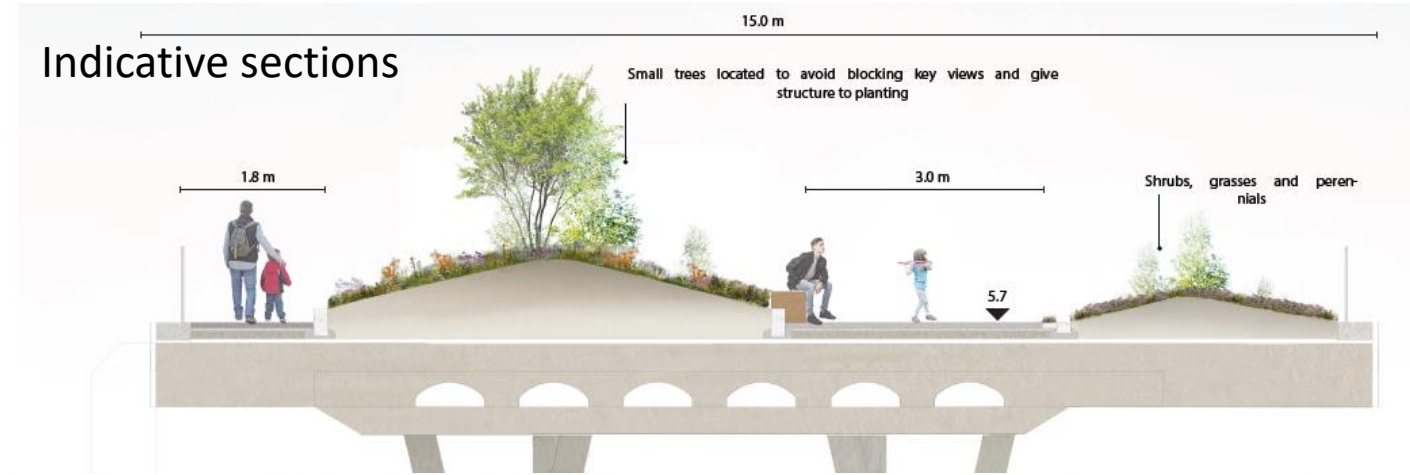 15.0 m
Indicative sections
Small trees located to avoid blocking key views and give
structure to planting
1.8 m
3.0 m
Shrubs, grasses and peren-
nials
5.7